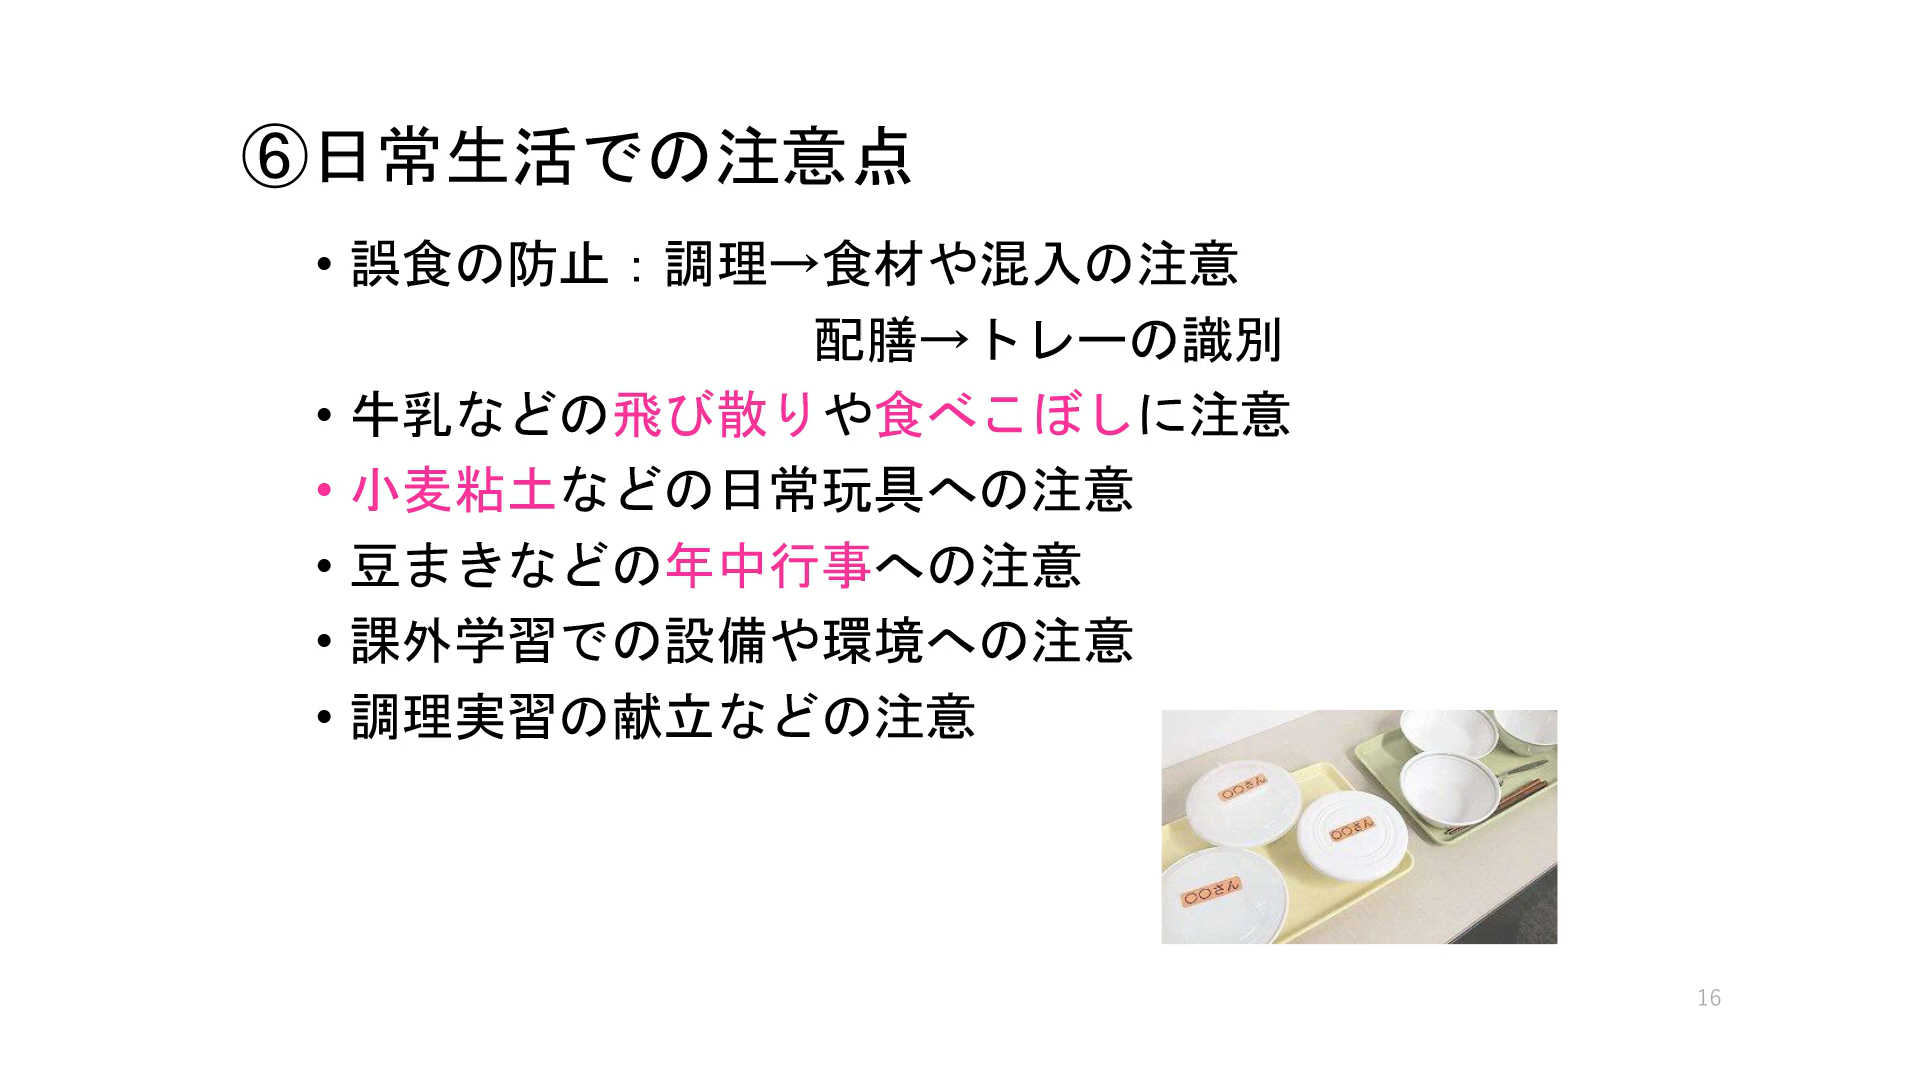 ⑥日常生活での注意点
• 誤食の防止：調理→食材や混入の注意
配膳→トレーの識別
• 牛乳などの飛び散りや食べこぼしに注意
• 小麦粘土などの日常玩具への注意
• 豆まきなどの年中行事への注意
• 課外学習での設備や環境への注意
• 調理実習の献立などの注意
〇〇さん
〇〇さん
〇〇さん
16